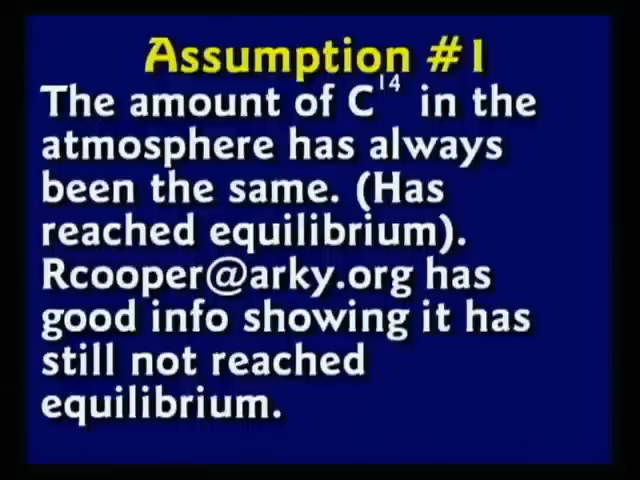 Assumption #1
The amount of C¹⁴ in the
atmosphere has always
been the same. (Has
reached equilibrium).
Rcooper@arky.org has
good info showing it has
still not reached
equilibrium.